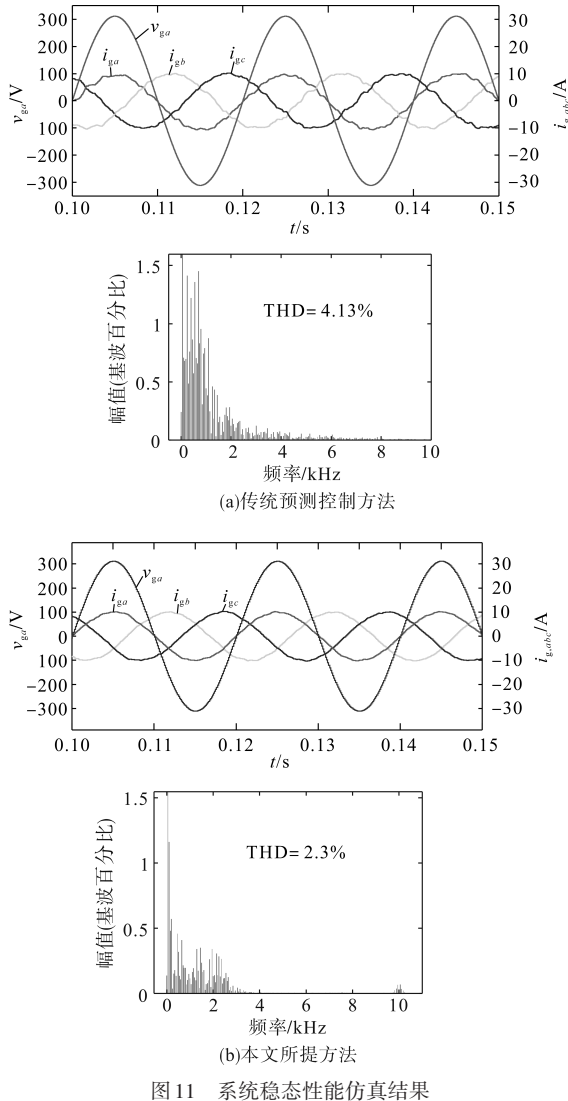 300
200
100
0
−100
−200
−300
v_ga/V
30
20
10
0
−10
−20
−30
i_g,abc/A
v_ga
i_ga
i_gb
i_gc
0.10 0.11 0.12 0.13 0.14 0.15
t/s
1.5
1
0.5
0
幅值(基波百分比)
THD=4.13%
0 2 4 6 8 10
频率/kHz
(a)传统预测控制方法
300
200
100
0
−100
−200
−300
v_ga/V
30
20
10
0
−10
−20
−30
i_g,abc/A
v_ga
i_ga
i_gb
i_gc
0.10 0.11 0.12 0.13 0.14 0.15
t/s
1.5
1
0.5
0
幅值(基波百分比)
THD=2.3%
0 2 4 6 8 10
频率/kHz
(b)本文所提方法
图11 系统稳态性能仿真结果